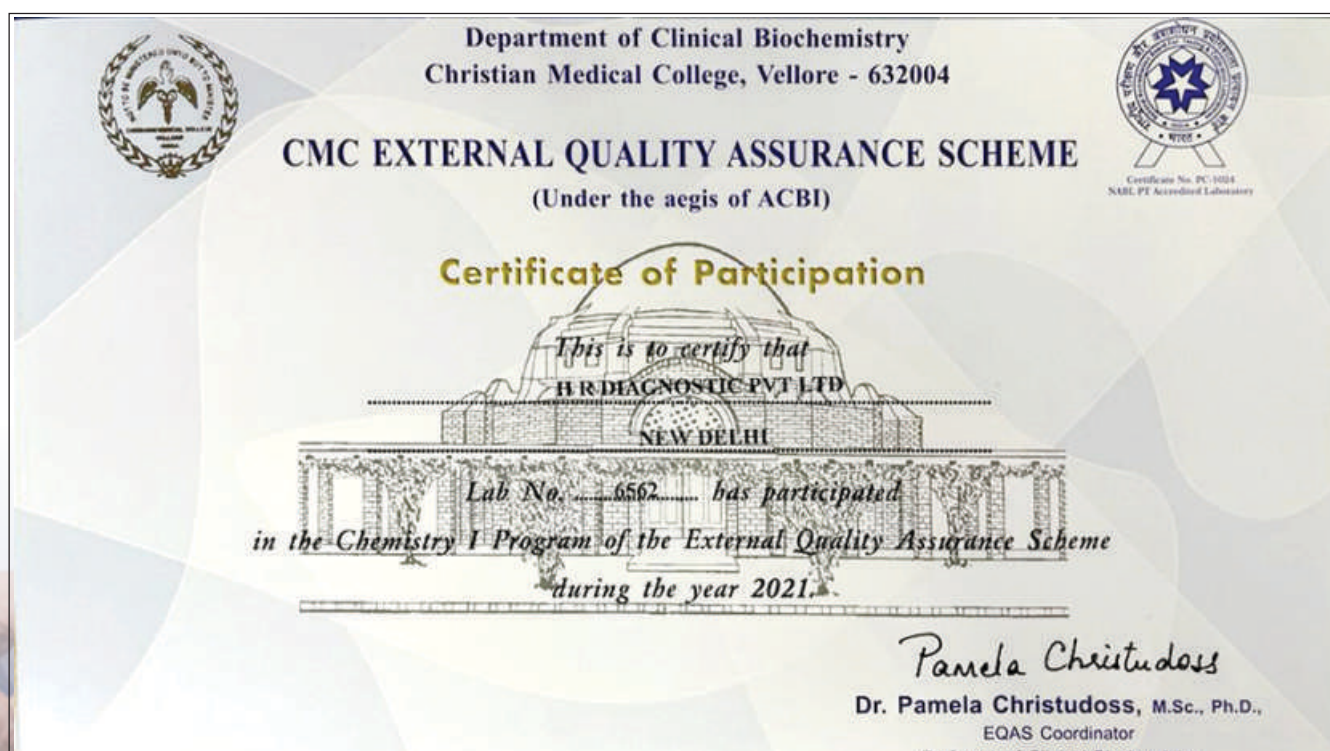 Department of Clinical Biochemistry
Christian Medical College, Vellore - 632004
CMC EXTERNAL QUALITY ASSURANCE SCHEME
(Under the aegis of ACBI)
Certificate No. PC-1024
NABL PT Accredited Laboratory
Certificate of Participation
This is to certify that
H R DIAGNOSTIC PVT LTD
NEW DELHI
Lab No. 6562 has participated
in the Chemistry I Program of the External Quality Assurance Scheme
during the year 2021.
Pamela Christudoss
Dr. Pamela Christudoss, M.Sc., Ph.D.,
EQAS Coordinator